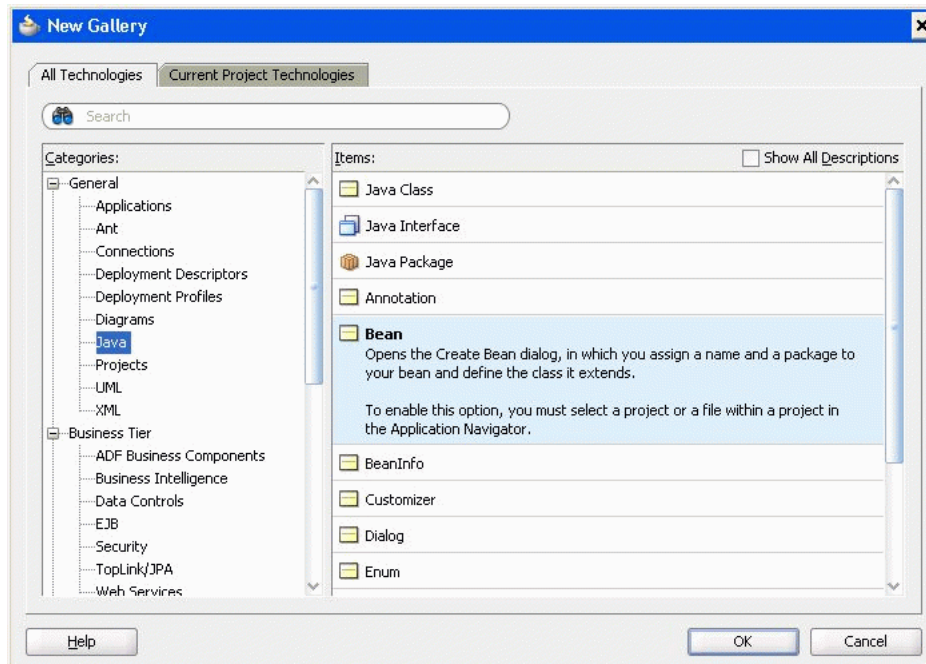 New Gallery
All Technologies
Current Project Technologies
Search
Categories:
General
Applications
Ant
Connections
Deployment Descriptors
Deployment Profiles
Diagrams
Java
Projects
UML
XML
Business Tier
ADF Business Components
Business Intelligence
Data Controls
EJB
Security
TopLink/JPA
Web Services
Items:
Show All Descriptions
Java Class
Java Interface
Java Package
Annotation
Bean
Opens the Create Bean dialog, in which you assign a name and a package to
your bean and define the class it extends.
To enable this option, you must select a project or a file within a project in
the Application Navigator.
BeanInfo
Customizer
Dialog
Enum
Help
OK
Cancel